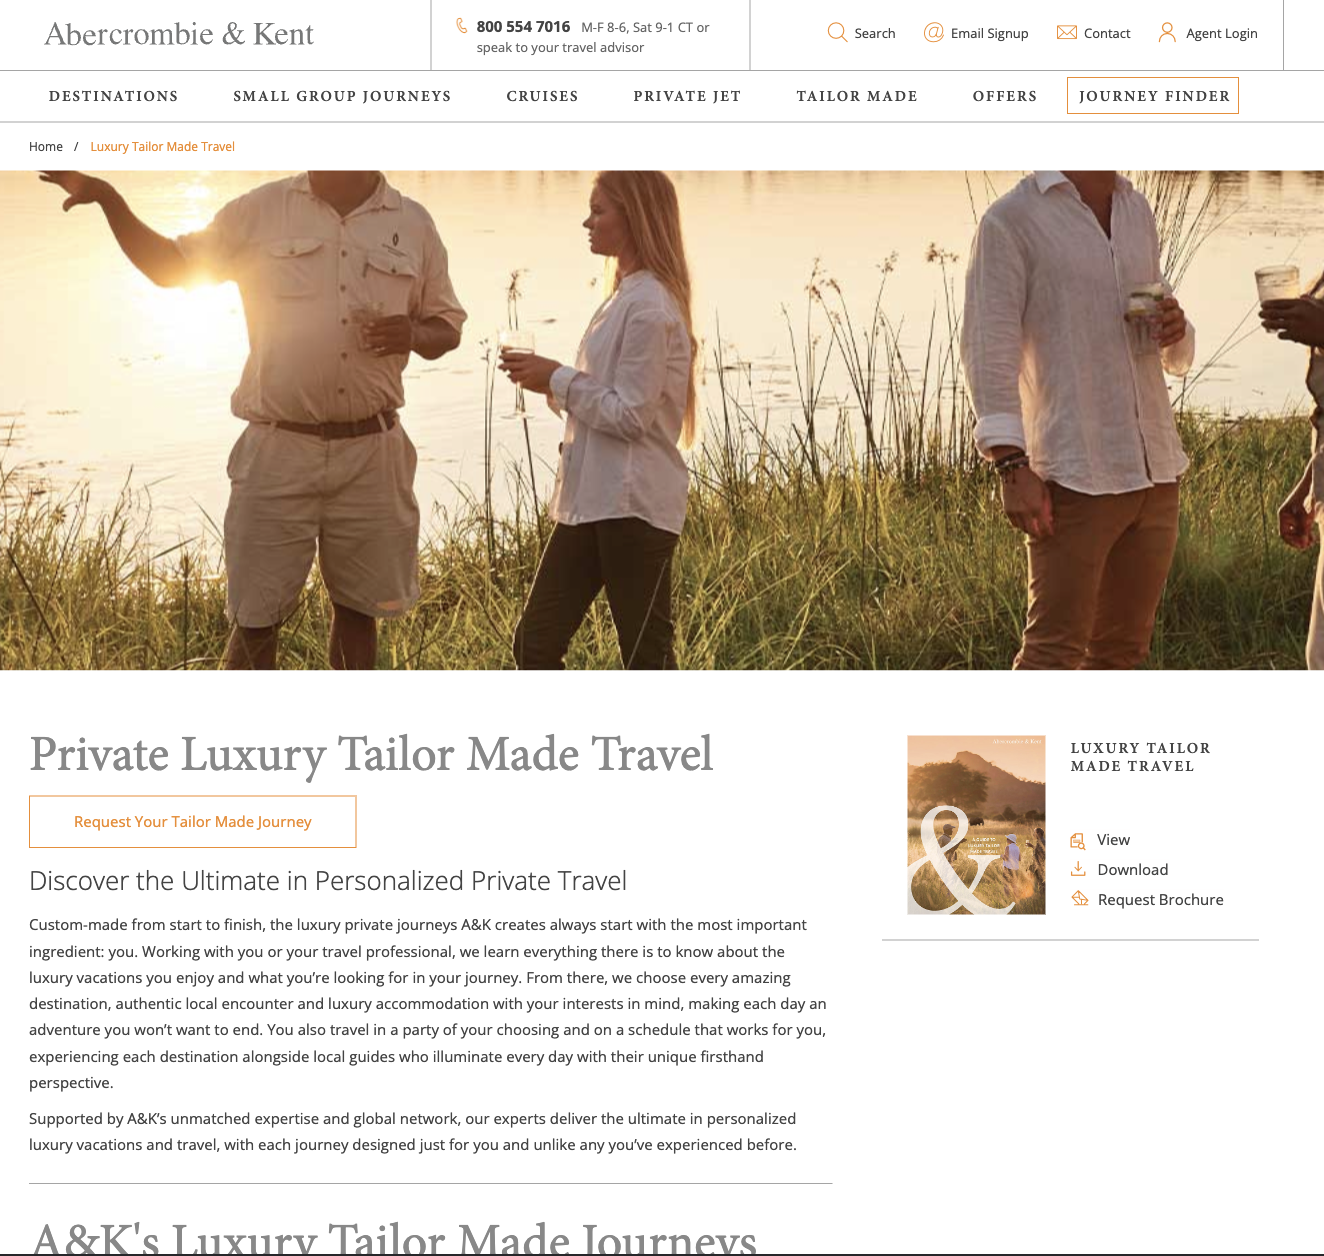 Abercrombie & Kent
800 554 7016 M-F 8-6, Sat 9-1 CT or
speak to your travel advisor
Search
Email Signup
Contact
Agent Login
DESTINATIONS
SMALL GROUP JOURNEYS
CRUISES
PRIVATE JET
TAILOR MADE
OFFERS
JOURNEY FINDER
Home / Luxury Tailor Made Travel
Private Luxury Tailor Made Travel
Request Your Tailor Made Journey
Discover the Ultimate in Personalized Private Travel
Custom-made from start to finish, the luxury private journeys A&K creates always start with the most important
ingredient: you. Working with you or your travel professional, we learn everything there is to know about the
luxury vacations you enjoy and what you’re looking for in your journey. From there, we choose every amazing
destination, authentic local encounter and luxury accommodation with your interests in mind, making each day an
adventure you won’t want to end. You also travel in a party of your choosing and on a schedule that works for you,
experiencing each destination alongside local guides who illuminate every day with their unique firsthand
perspective.
Supported by A&K’s unmatched expertise and global network, our experts deliver the ultimate in personalized
luxury vacations and travel, with each journey designed just for you and unlike any you’ve experienced before.
A&K's Luxury Tailor Made Journeys
Abercrombie & Kent
&
A GUIDE TO
LUXURY TAILOR
MADE TRAVEL
LUXURY TAILOR
MADE TRAVEL
View
Download
Request Brochure